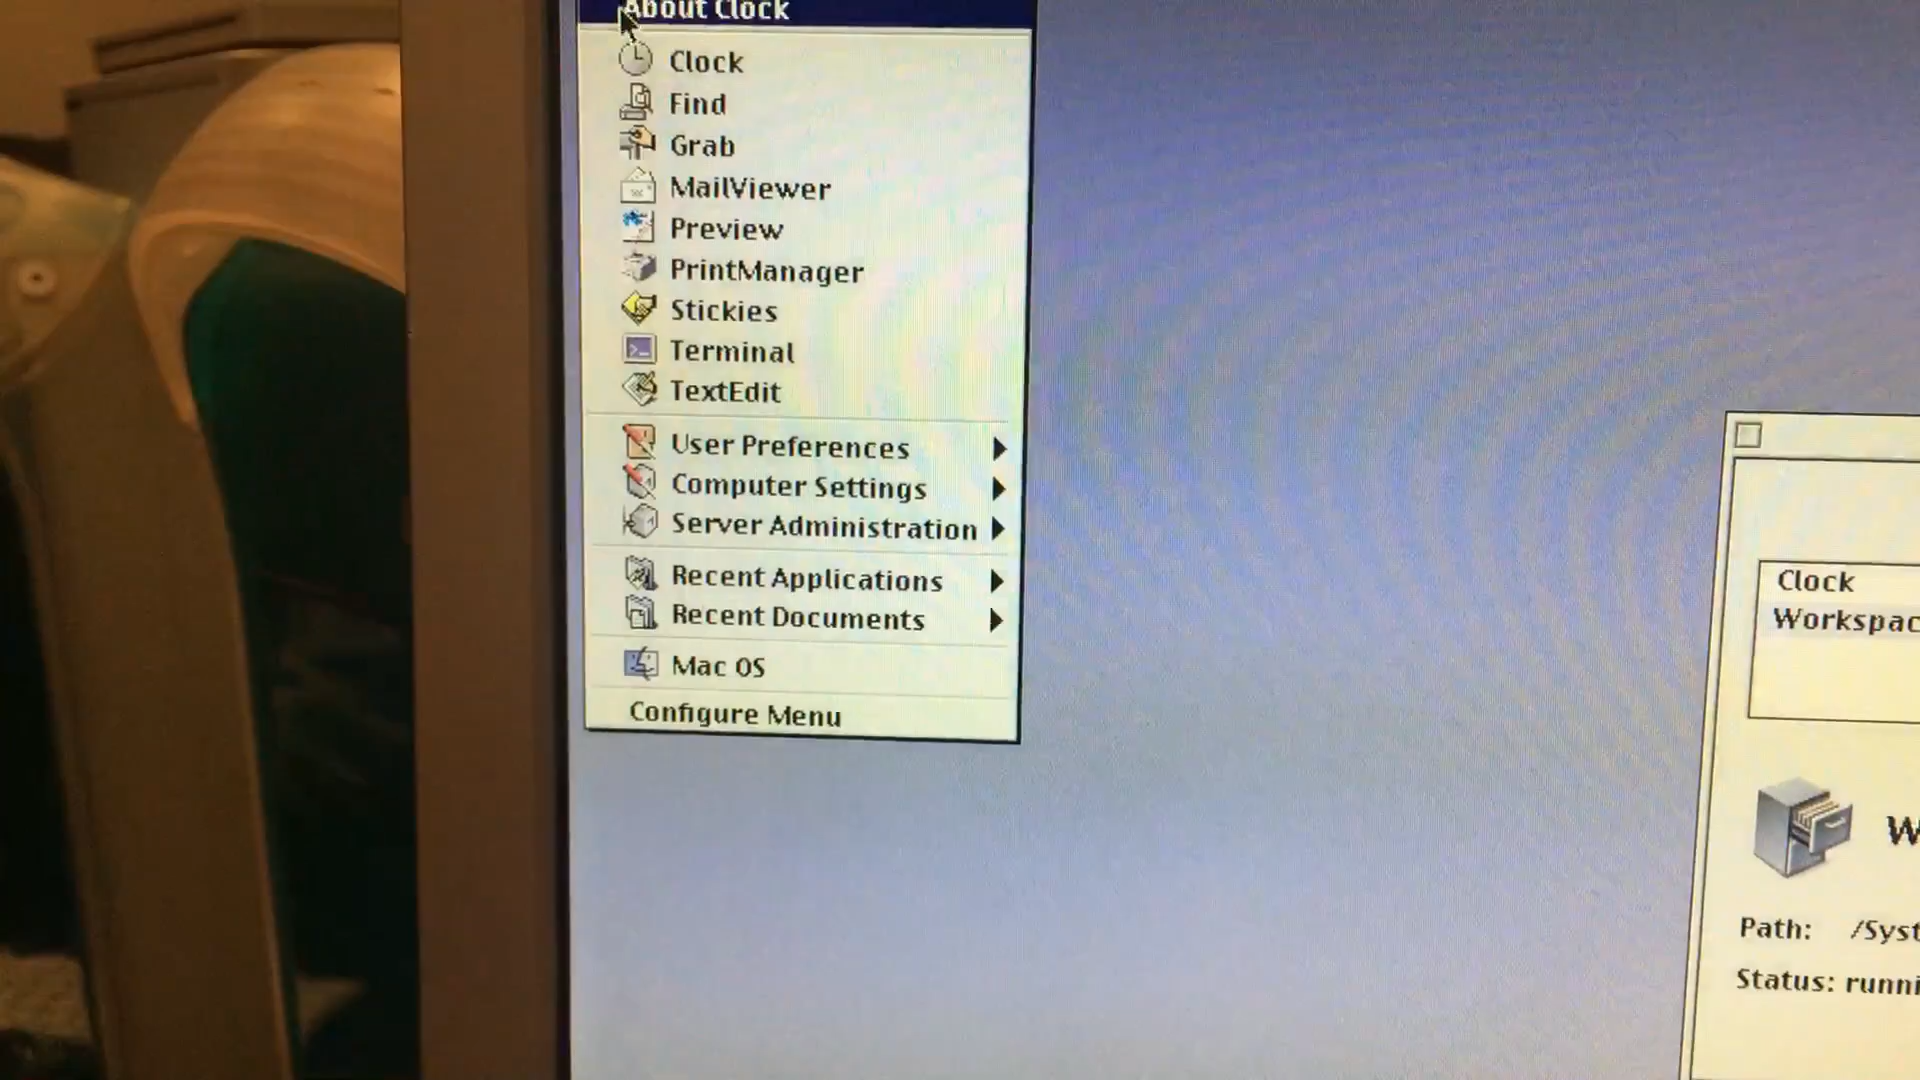 About Clock
Clock
Find
Grab
MailViewer
Preview
PrintManager
Stickies
Terminal
TextEdit
User Preferences
Computer Settings
Server Administration
Recent Applications
Recent Documents
Mac OS
Configure Menu
Clock
Workspac
W
Path: /Syst
Status: runni